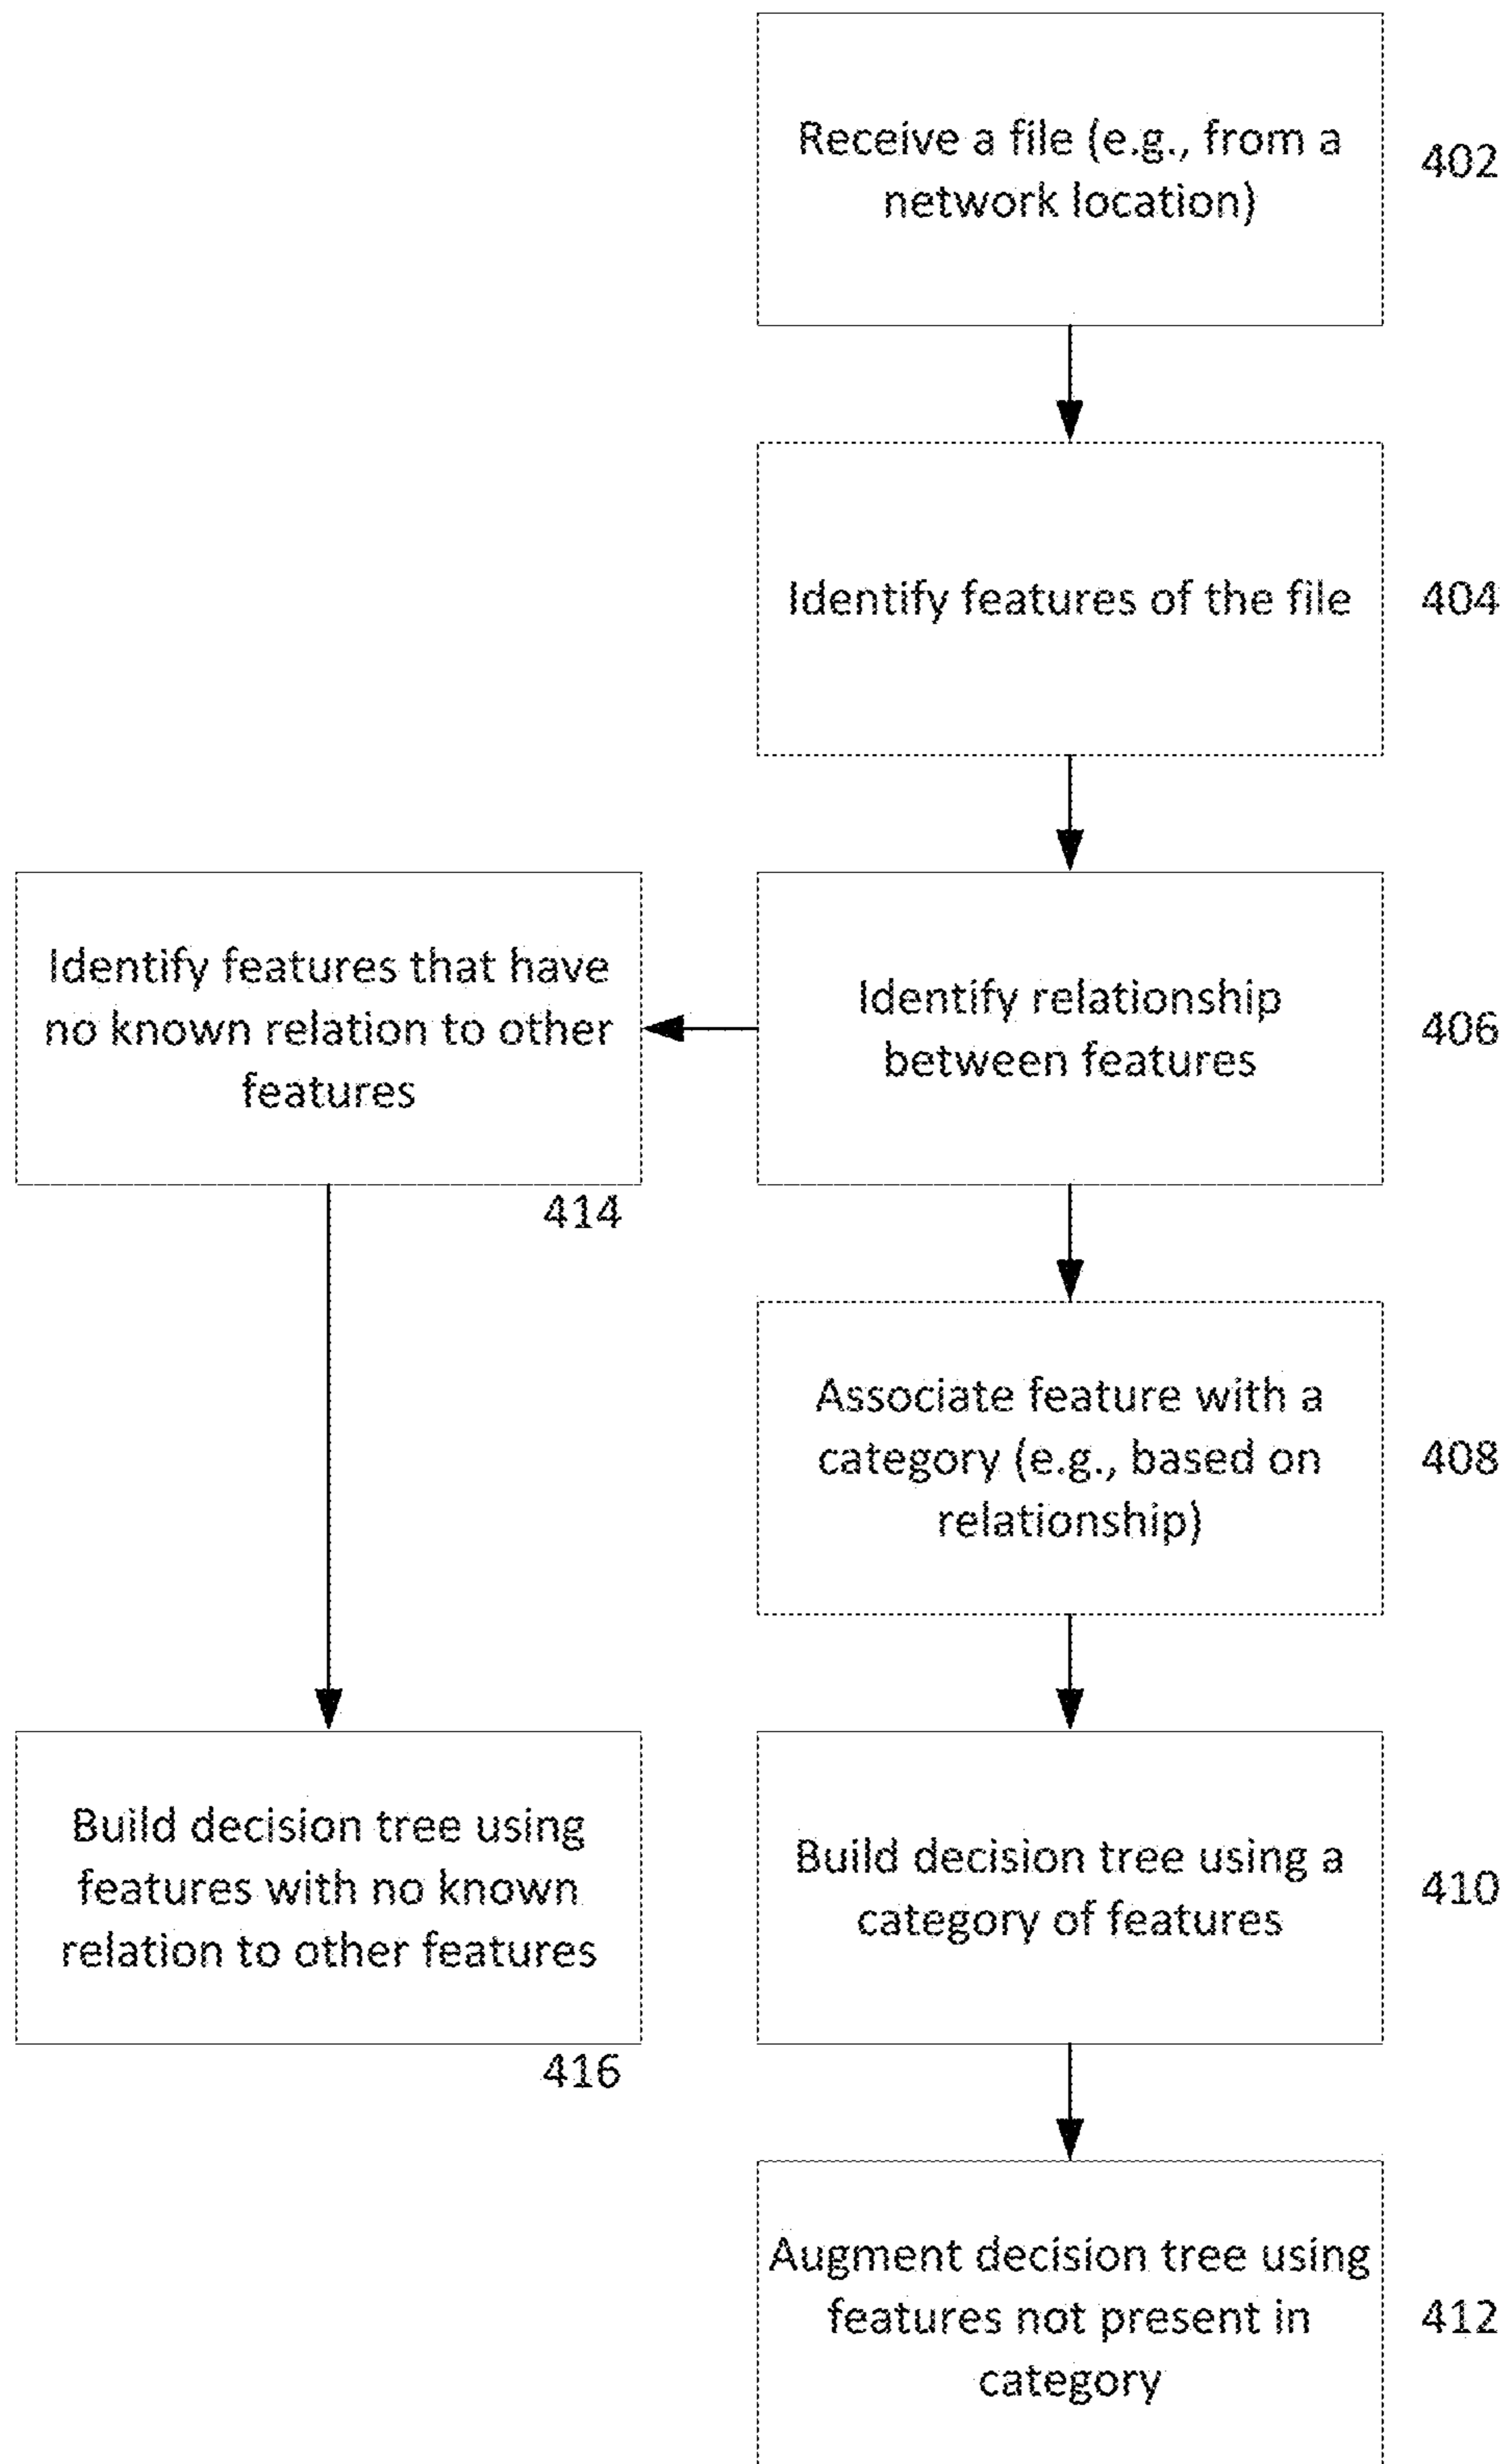 Receive a file (e.g., from a
network location)
402
Identify features of the file
404
Identify features that have
no known relation to other
features
414
Identify relationship
between features
406
Associate feature with a
category (e.g., based on
relationship)
408
Build decision tree using
features with no known
relation to other features
416
Build decision tree using a
category of features
410
Augment decision tree using
features not present in
category
412